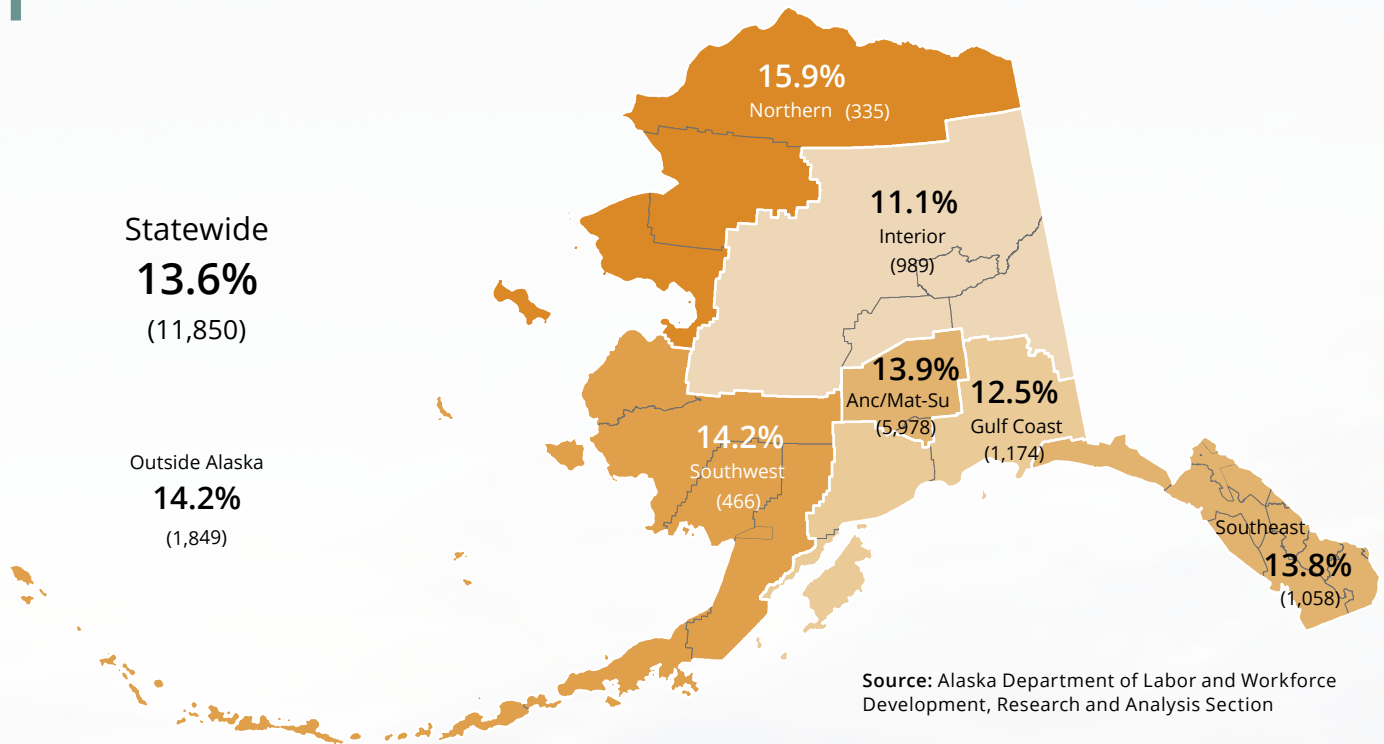 15.9%
Northern (335)
11.1%
Interior
(989)
Statewide
13.6%
(11,850)
13.9%
Anc/Mat-Su
(5,978)
12.5%
Gulf Coast
(1,174)
14.2%
Southwest
(466)
Outside Alaska
14.2%
(1,849)
Southeast
13.8%
(1,058)
Source: Alaska Department of Labor and Workforce
Development, Research and Analysis Section